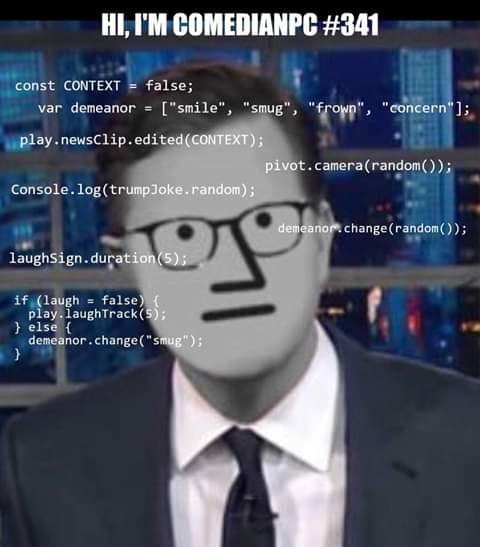 HI, I'M COMEDIANPC #341
const CONTEXT = false;
var demeanor = ["smile", "smug", "frown", "concern"];
play.newsClip.edited(CONTEXT);
pivot.camera(random());
Console.log(trumpJoke.random);
demeanor.change(random());
laughSign.duration(5);
if (laugh = false) {
play.laughTrack(5);
} else {
demeanor.change("smug");
}